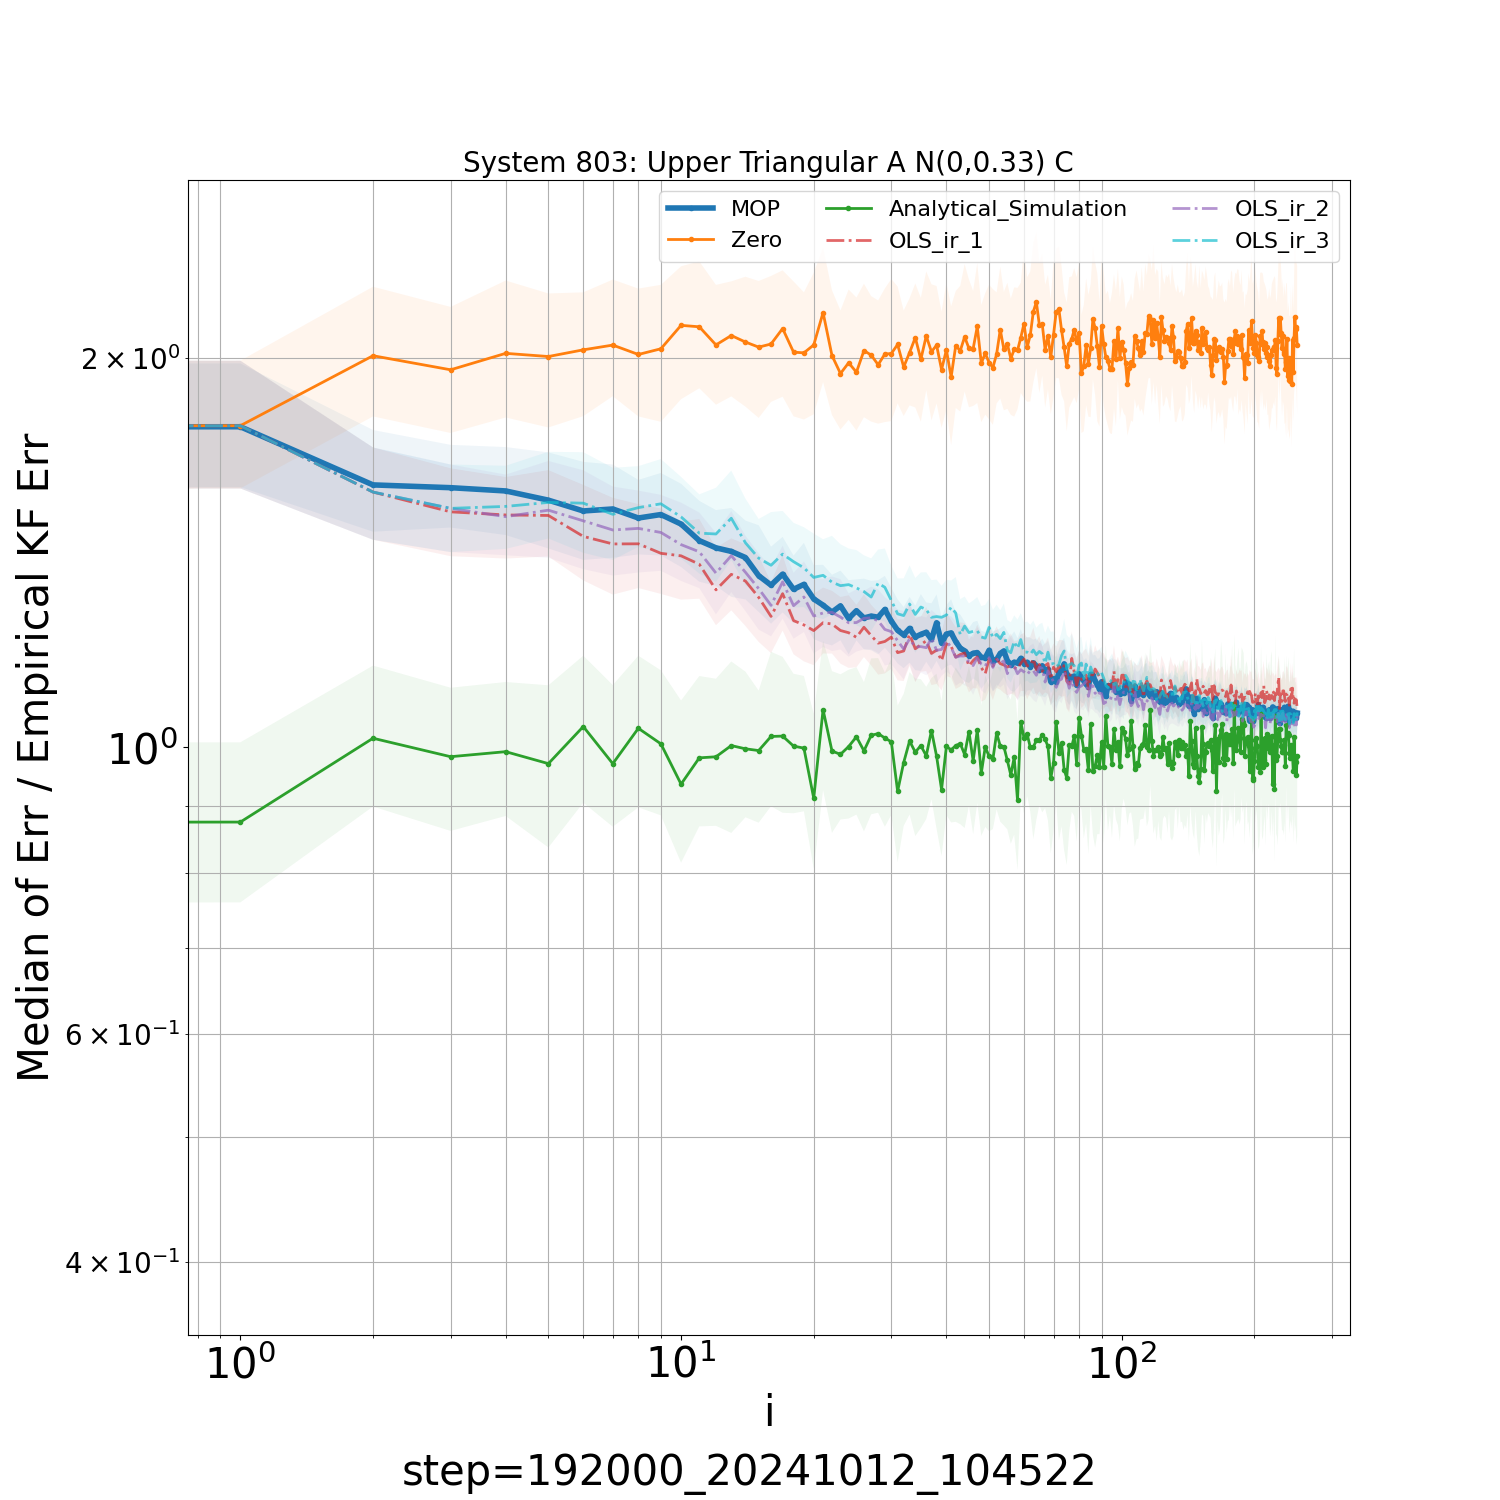 System 803: Upper Triangular A N(0,0.33) C
MOP
Zero
Analytical_Simulation
OLS_ir_1
OLS_ir_2
OLS_ir_3
Median of Err / Empirical KF Err
2 × 10⁰
10⁰
6 × 10⁻¹
4 × 10⁻¹
10⁰ 10¹ 10²
i
step=192000_20241012_104522